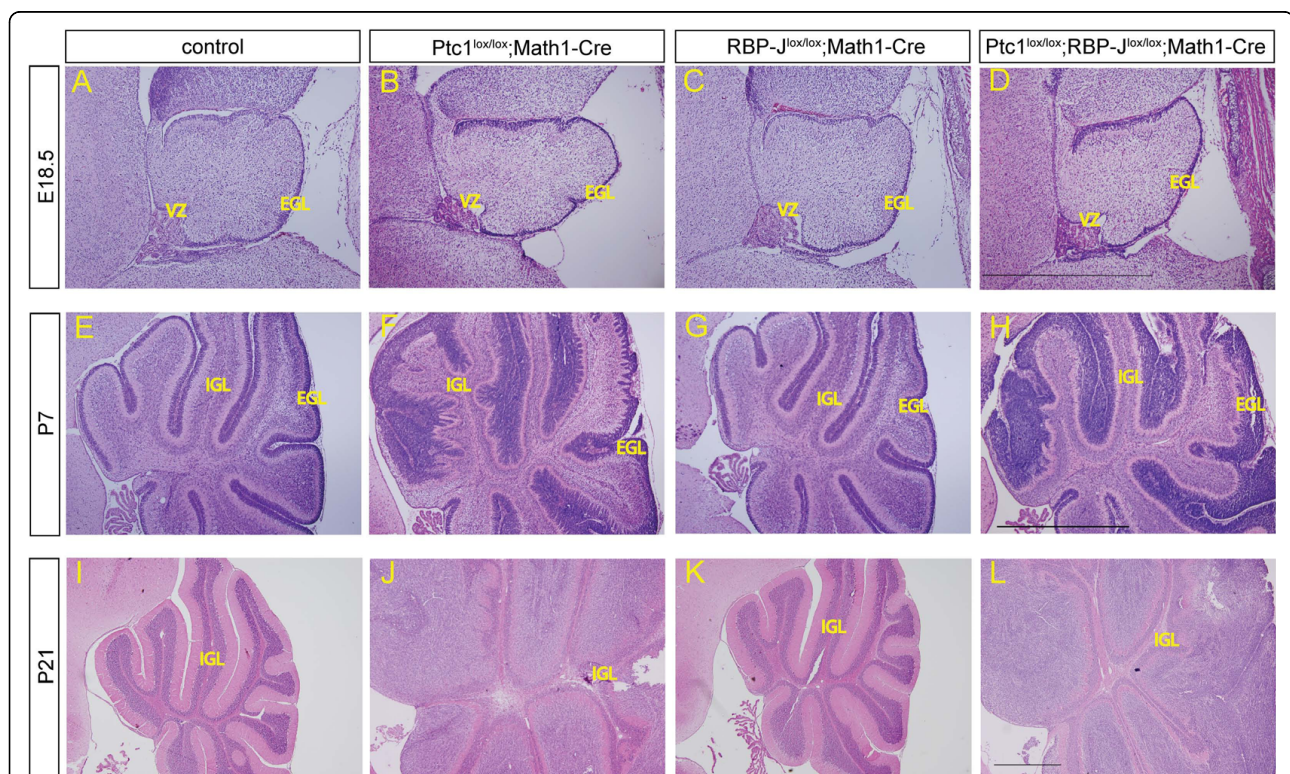 control
Ptc1lox/lox;Math1-Cre
RBP-Jlox/lox;Math1-Cre
Ptc1lox/lox;RBP-Jlox/lox;Math1-Cre
E18.5
A
VZ
EGL
B
VZ
EGL
C
VZ
EGL
D
VZ
EGL
P7
E
IGL
EGL
F
IGL
EGL
G
IGL
EGL
H
IGL
EGL
P21
I
IGL
J
IGL
K
IGL
L
IGL